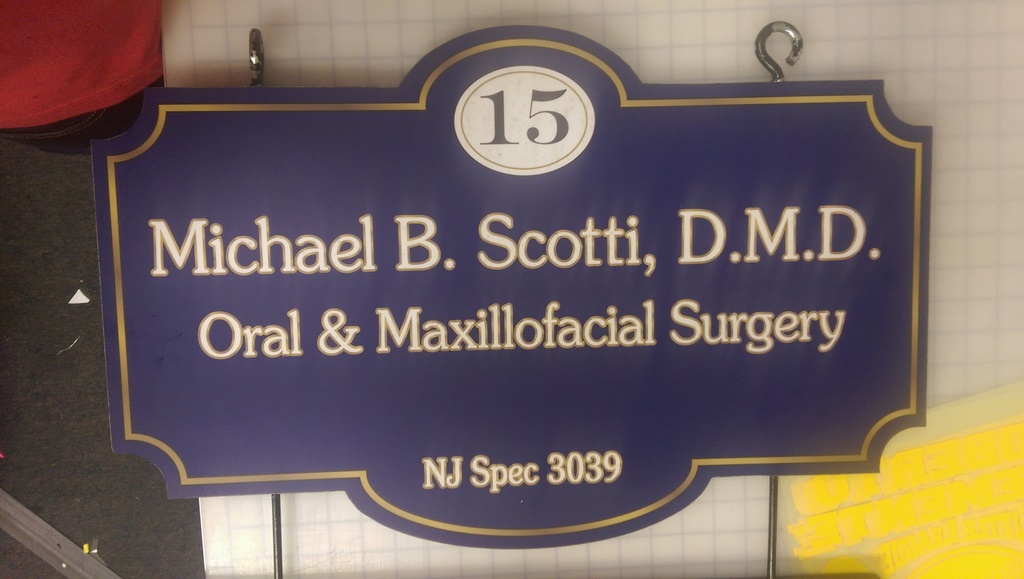 15
Michael B. Scotti, D.M.D.
Oral & Maxillofacial Surgery
NJ Spec 3039